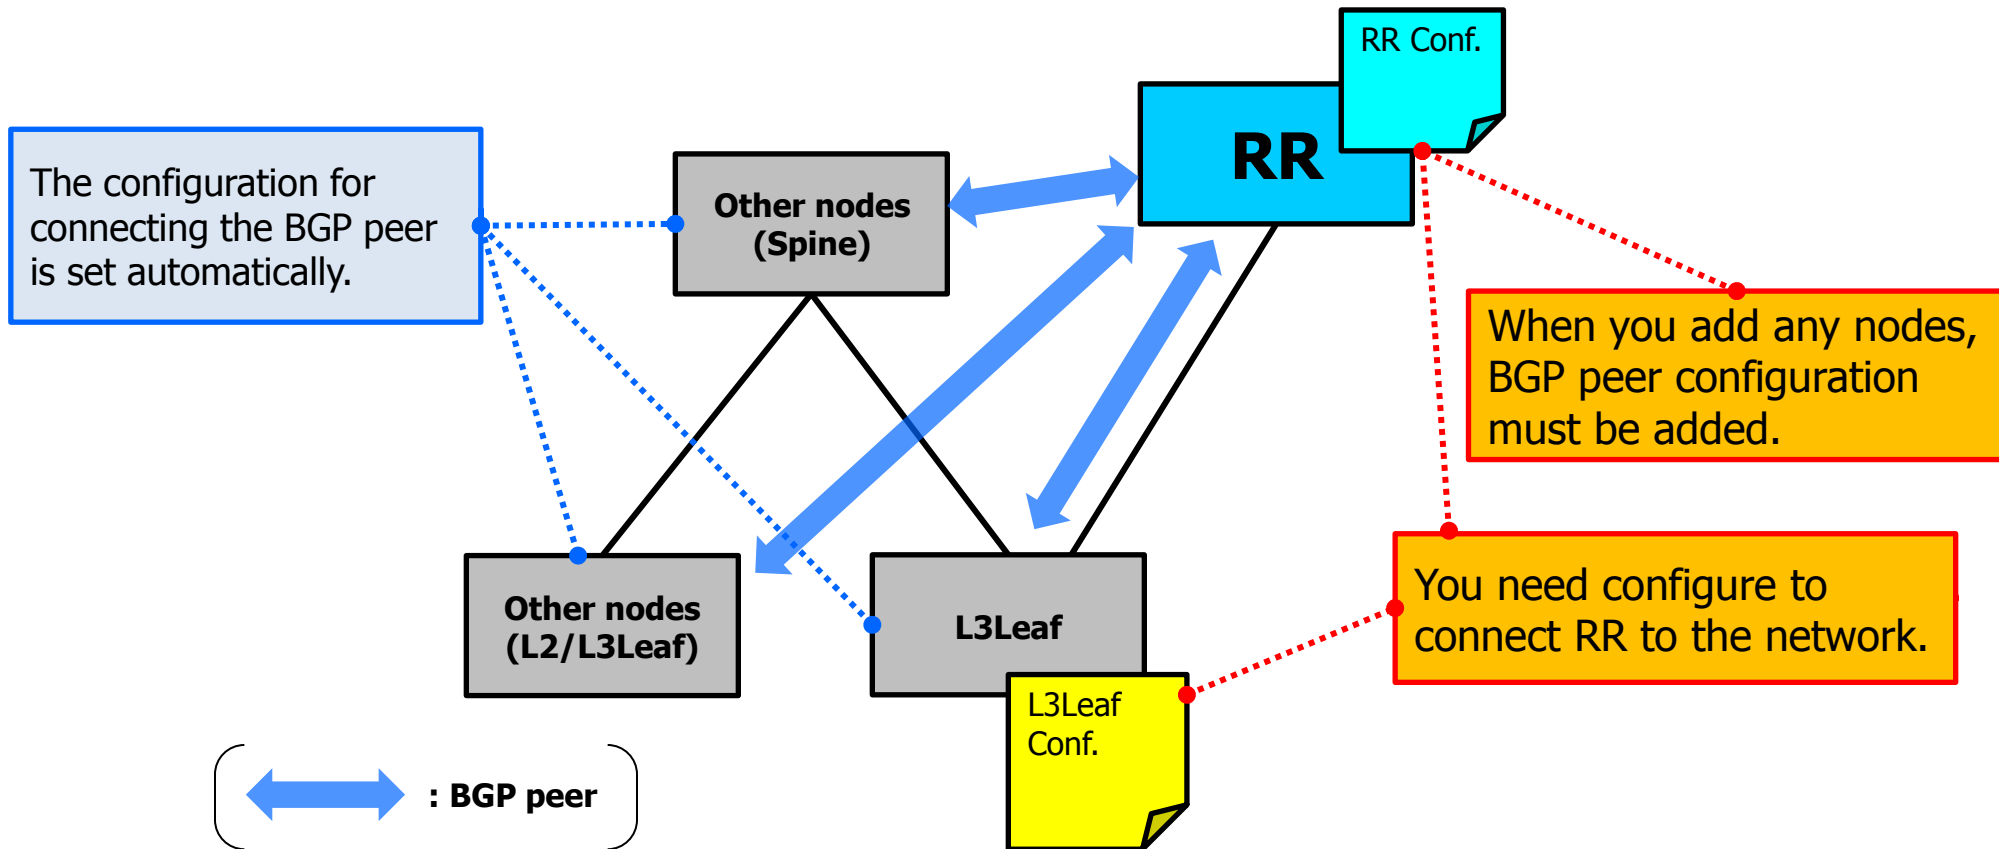 RR Conf.
RR
The configuration for
connecting the BGP peer
is set automatically.
Other nodes
(Spine)
When you add any nodes,
BGP peer configuration
must be added.
You need configure to
connect RR to the network.
Other nodes
(L2/L3Leaf)
L3Leaf
L3Leaf
Conf.
: BGP peer